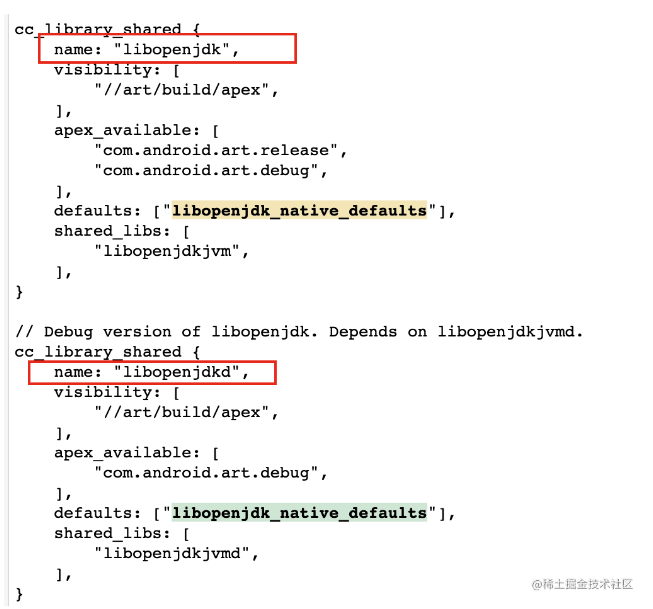 cc_library_shared {
    name: "libopenjdk",
    visibility: [
        "//art/build/apex",
    ],
    apex_available: [
        "com.android.art.release",
        "com.android.art.debug",
    ],
    defaults: ["libopenjdk_native_defaults"],
    shared_libs: [
        "libopenjdkjvm",
    ],
}

// Debug version of libopenjdk. Depends on libopenjdkjvmd.
cc_library_shared {
    name: "libopenjdkd",
    visibility: [
        "//art/build/apex",
    ],
    apex_available: [
        "com.android.art.debug",
    ],
    defaults: ["libopenjdk_native_defaults"],
    shared_libs: [
        "libopenjdkjvmd",
    ],
}
@稀土掘金技术社区